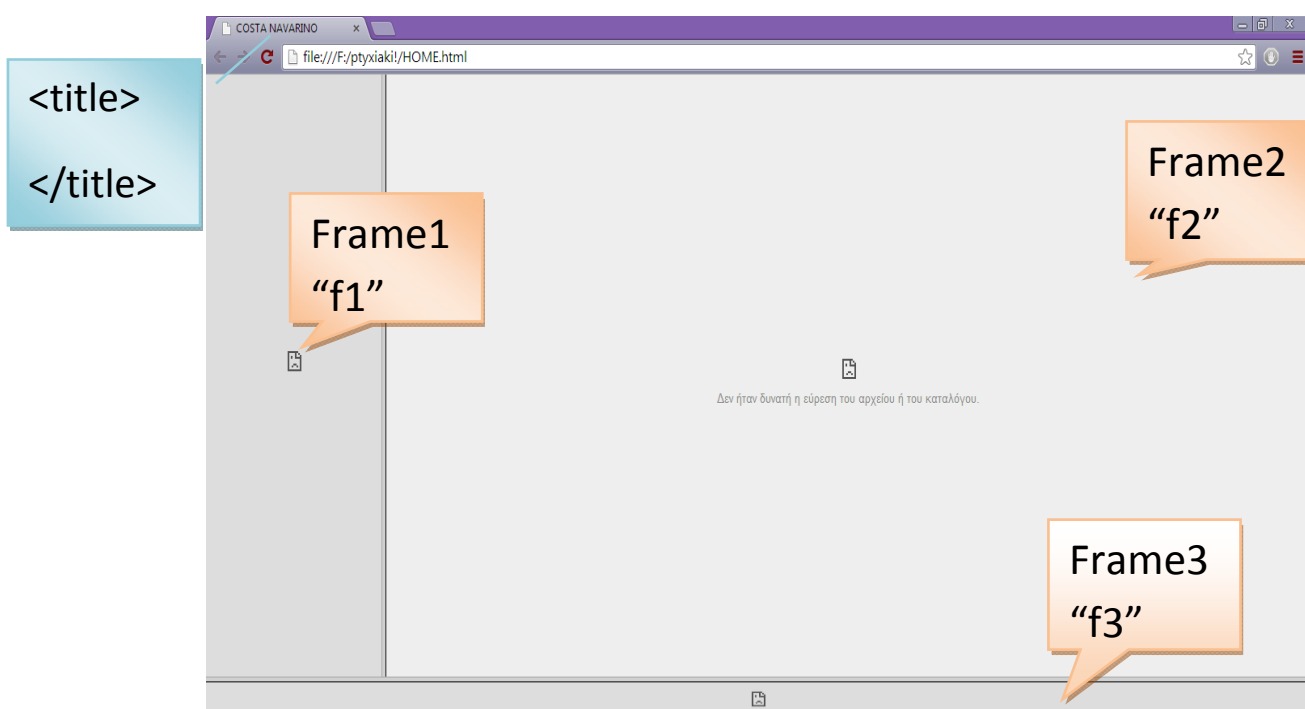 COSTA NAVARINO
file:///F:/ptyxiaki!/HOME.html
<title>
</title>
Frame1
“f1”
Frame2
“f2”
Δεν ήταν δυνατή η εύρεση του αρχείου ή του καταλόγου.
Frame3
“f3”